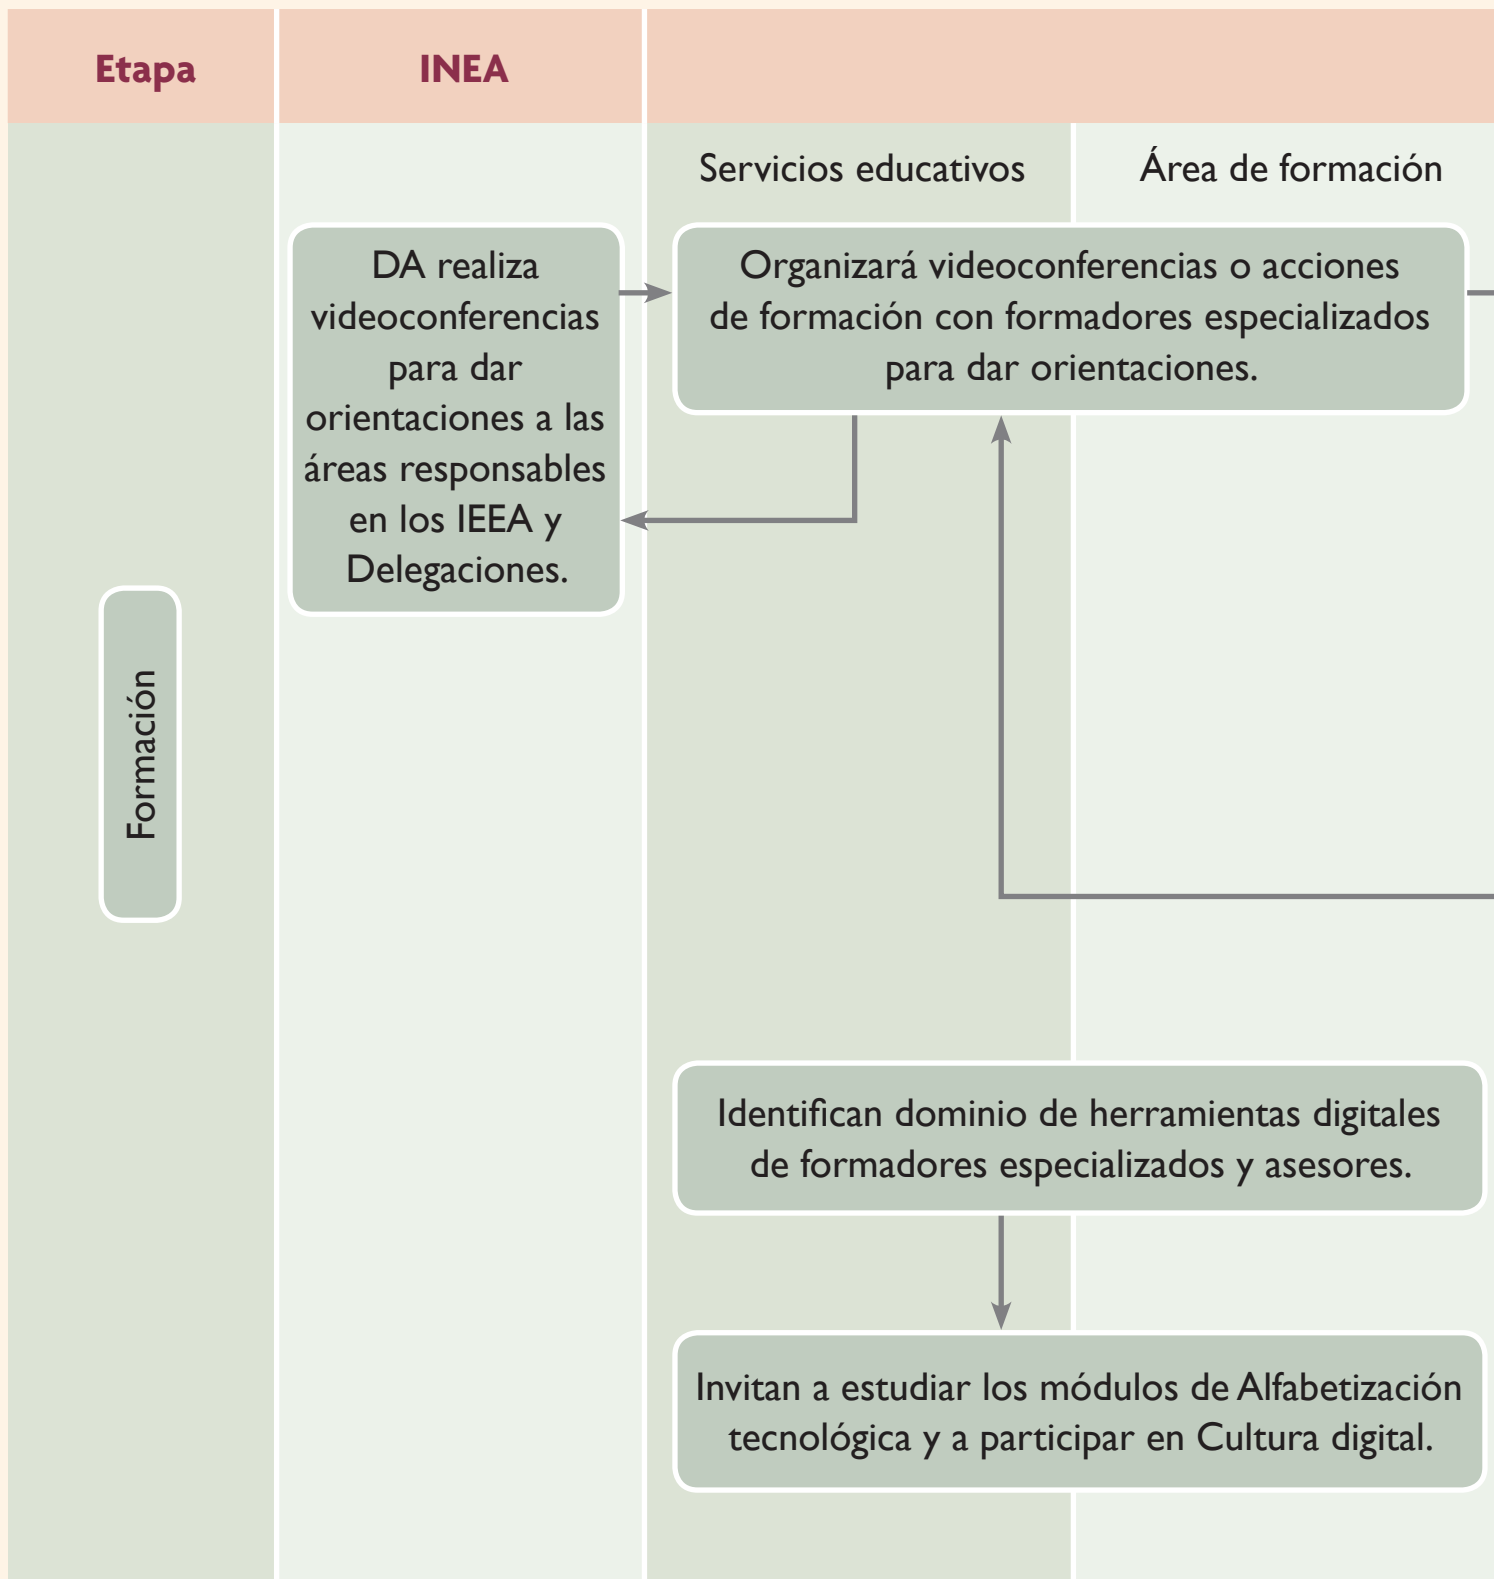 Etapa
INEA
Servicios educativos
Área de formación
DA realiza
videoconferencias
para dar
orientaciones a las
áreas responsables
en los IEEA y
Delegaciones.
Organizará videoconferencias o acciones
de formación con formadores especializados
para dar orientaciones.
Formación
Identifican dominio de herramientas digitales
de formadores especializados y asesores.
Invitan a estudiar los módulos de Alfabetización
tecnológica y a participar en Cultura digital.